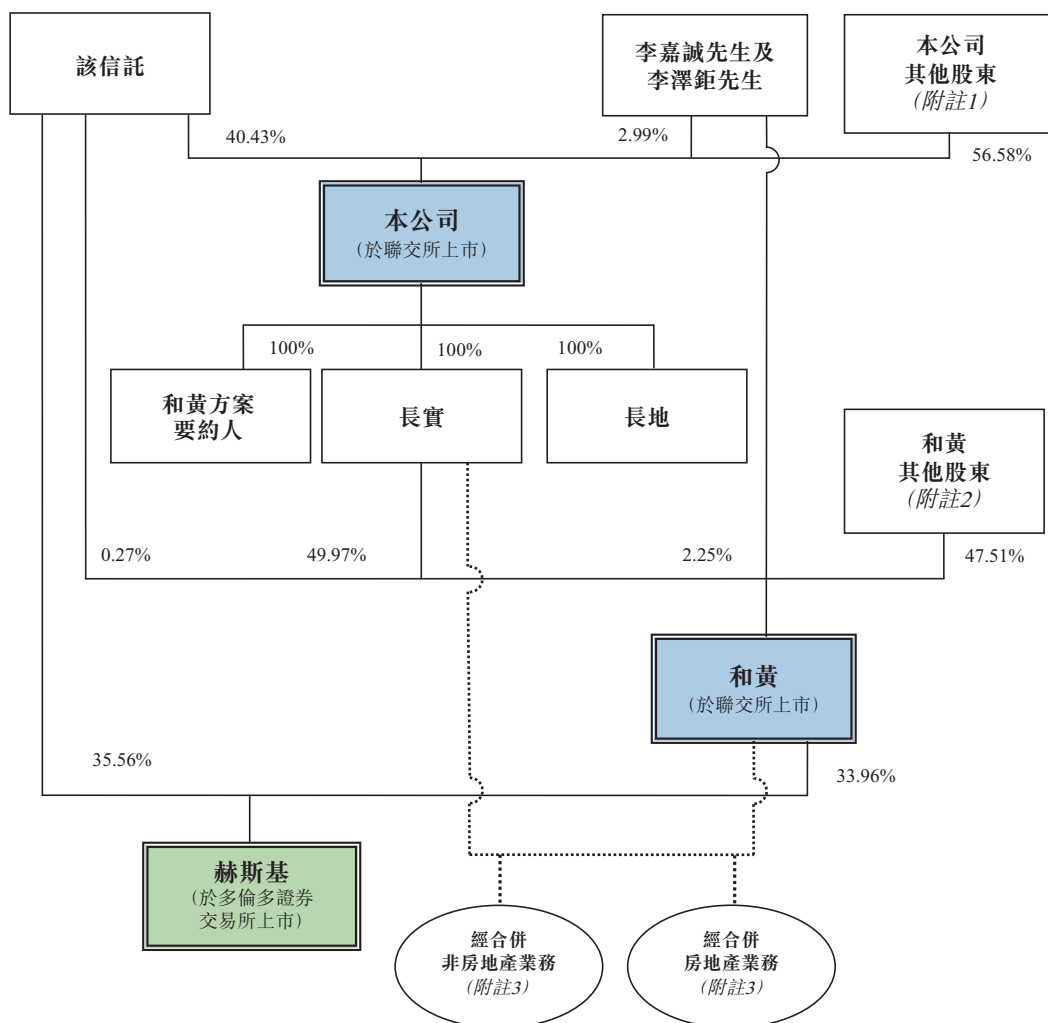 該信託
李嘉誠先生及
李澤鉅先生
本公司
其他股東
(附註1)
40.43%
2.99%
56.58%
本公司
(於聯交所上市)
100%
100%
100%
和黃方案
要約人
長實
長地
和黃
其他股東
(附註2)
0.27%
49.97%
2.25%
47.51%
和黃
(於聯交所上市)
35.56%
33.96%
赫斯基
(於多倫多證券
交易所上市)
經合併
非房地產業務
(附註3)
經合併
房地產業務
(附註3)